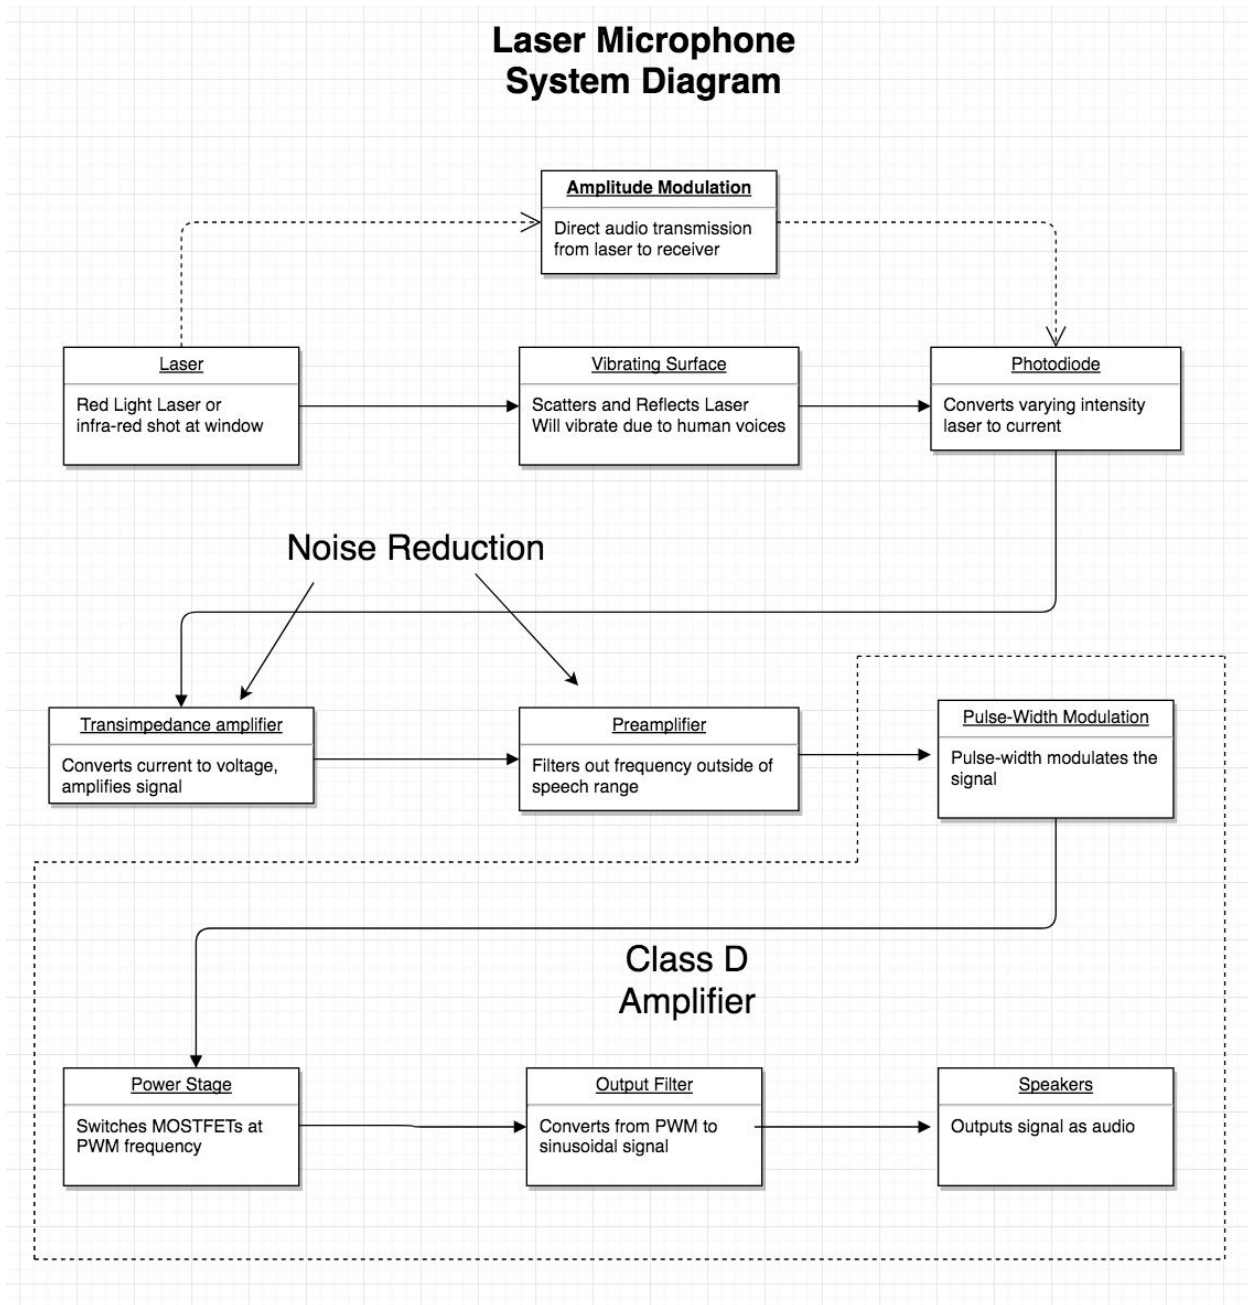 Laser Microphone
System Diagram
Amplitude Modulation
Direct audio transmission
from laser to receiver
Laser
Red Light Laser or
infra-red shot at window
Vibrating Surface
Scatters and Reflects Laser
Will vibrate due to human voices
Photodiode
Converts varying intensity
laser to current
Noise Reduction
Transimpedance amplifier
Converts current to voltage,
amplifies signal
Preamplifier
Filters out frequency outside of
speech range
Pulse-Width Modulation
Pulse-width modulates the
signal
Class D
Amplifier
Power Stage
Switches MOSTFETs at
PWM frequency
Output Filter
Converts from PWM to
sinusoidal signal
Speakers
Outputs signal as audio